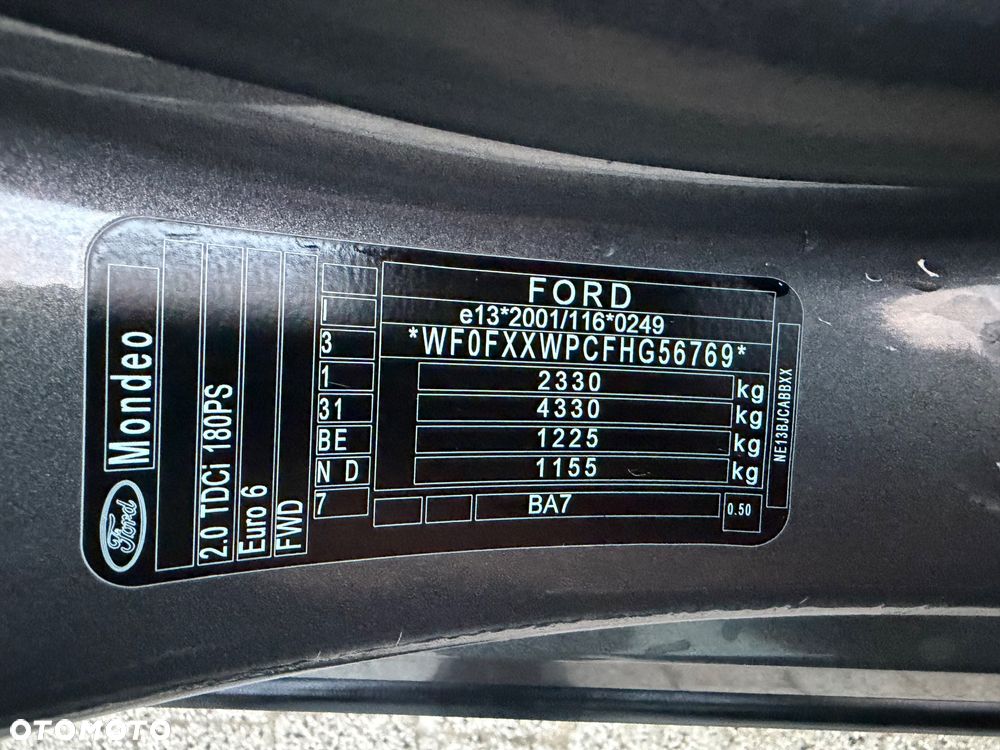 Ford
Mondeo
2.0 TDCi 180PS
Euro 6
FWD
I
3
1
31
BE
N D
7
FORD
e13*2001/116*0249
*WF0FXXWPCFHG56769*
2330 kg
4330 kg
1225 kg
1155 kg
BA7
0.50
NE13BJCABBXX
OTOMOTO